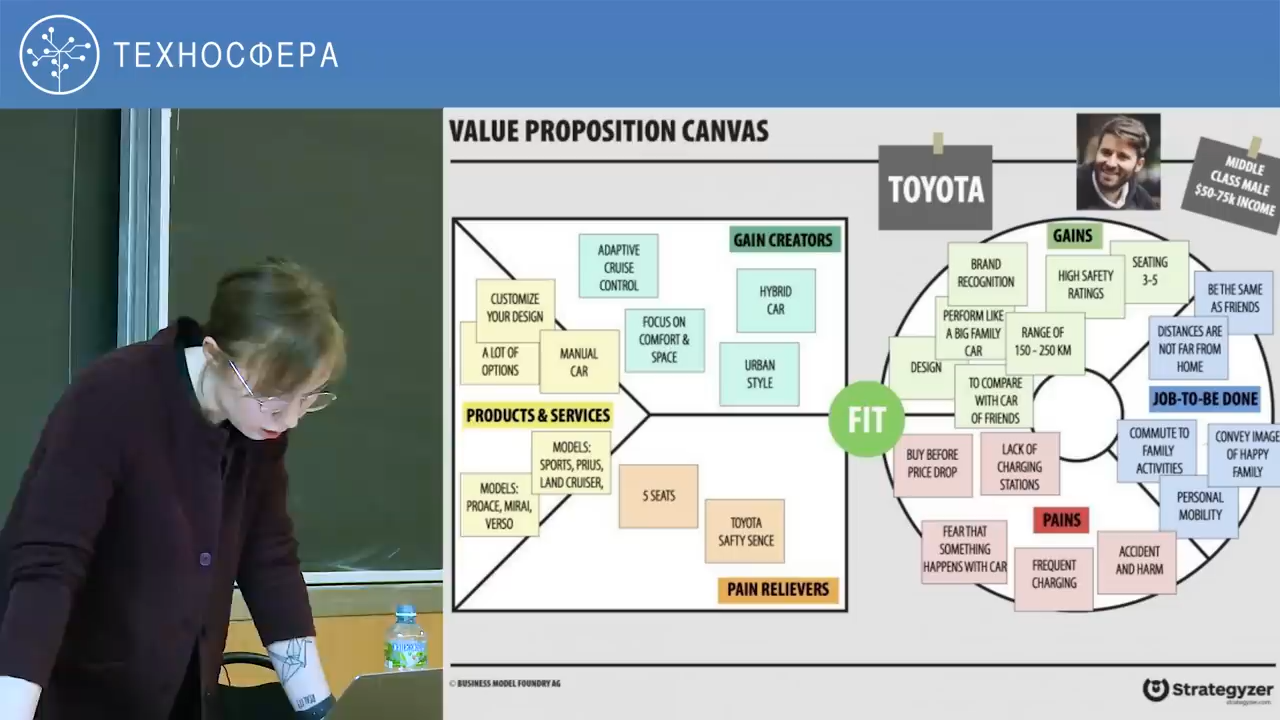 ТЕХНОСФЕРА
VALUE PROPOSITION CANVAS
TOYOTA
MIDDLE
CLASS MALE
$50-75k INCOME
GAIN CREATORS
ADAPTIVE
CRUISE
CONTROL
HYBRID
CAR
FOCUS ON
COMFORT &
SPACE
URBAN
STYLE
CUSTOMIZE
YOUR DESIGN
A LOT OF
OPTIONS
MANUAL
CAR
PRODUCTS & SERVICES
MODELS:
SPORTS, PRIUS,
LAND CRUISER,
MODELS:
PROACE, MIRAI,
VERSO
5 SEATS
TOYOTA
SAFTY SENCE
PAIN RELIEVERS
FIT
GAINS
BRAND
RECOGNITION
HIGH SAFETY
RATINGS
SEATING
3-5
PERFORM LIKE
A BIG FAMILY
CAR
RANGE OF
150 - 250 KM
DESIGN
TO COMPARE
WITH CAR
OF FRIENDS
BE THE SAME
AS FRIENDS
DISTANCES ARE
NOT FAR FROM
HOME
JOB-TO-BE DONE
COMMUTE TO
FAMILY
ACTIVITIES
CONVEY IMAGE
OF HAPPY
FAMILY
PERSONAL
MOBILITY
BUY BEFORE
PRICE DROP
LACK OF
CHARGING
STATIONS
PAINS
FEAR THAT
SOMETHING
HAPPENS WITH CAR
FREQUENT
CHARGING
ACCIDENT
AND HARM
© BUSINESS MODEL FOUNDRY AG
Strategyzer
strategyzer.com